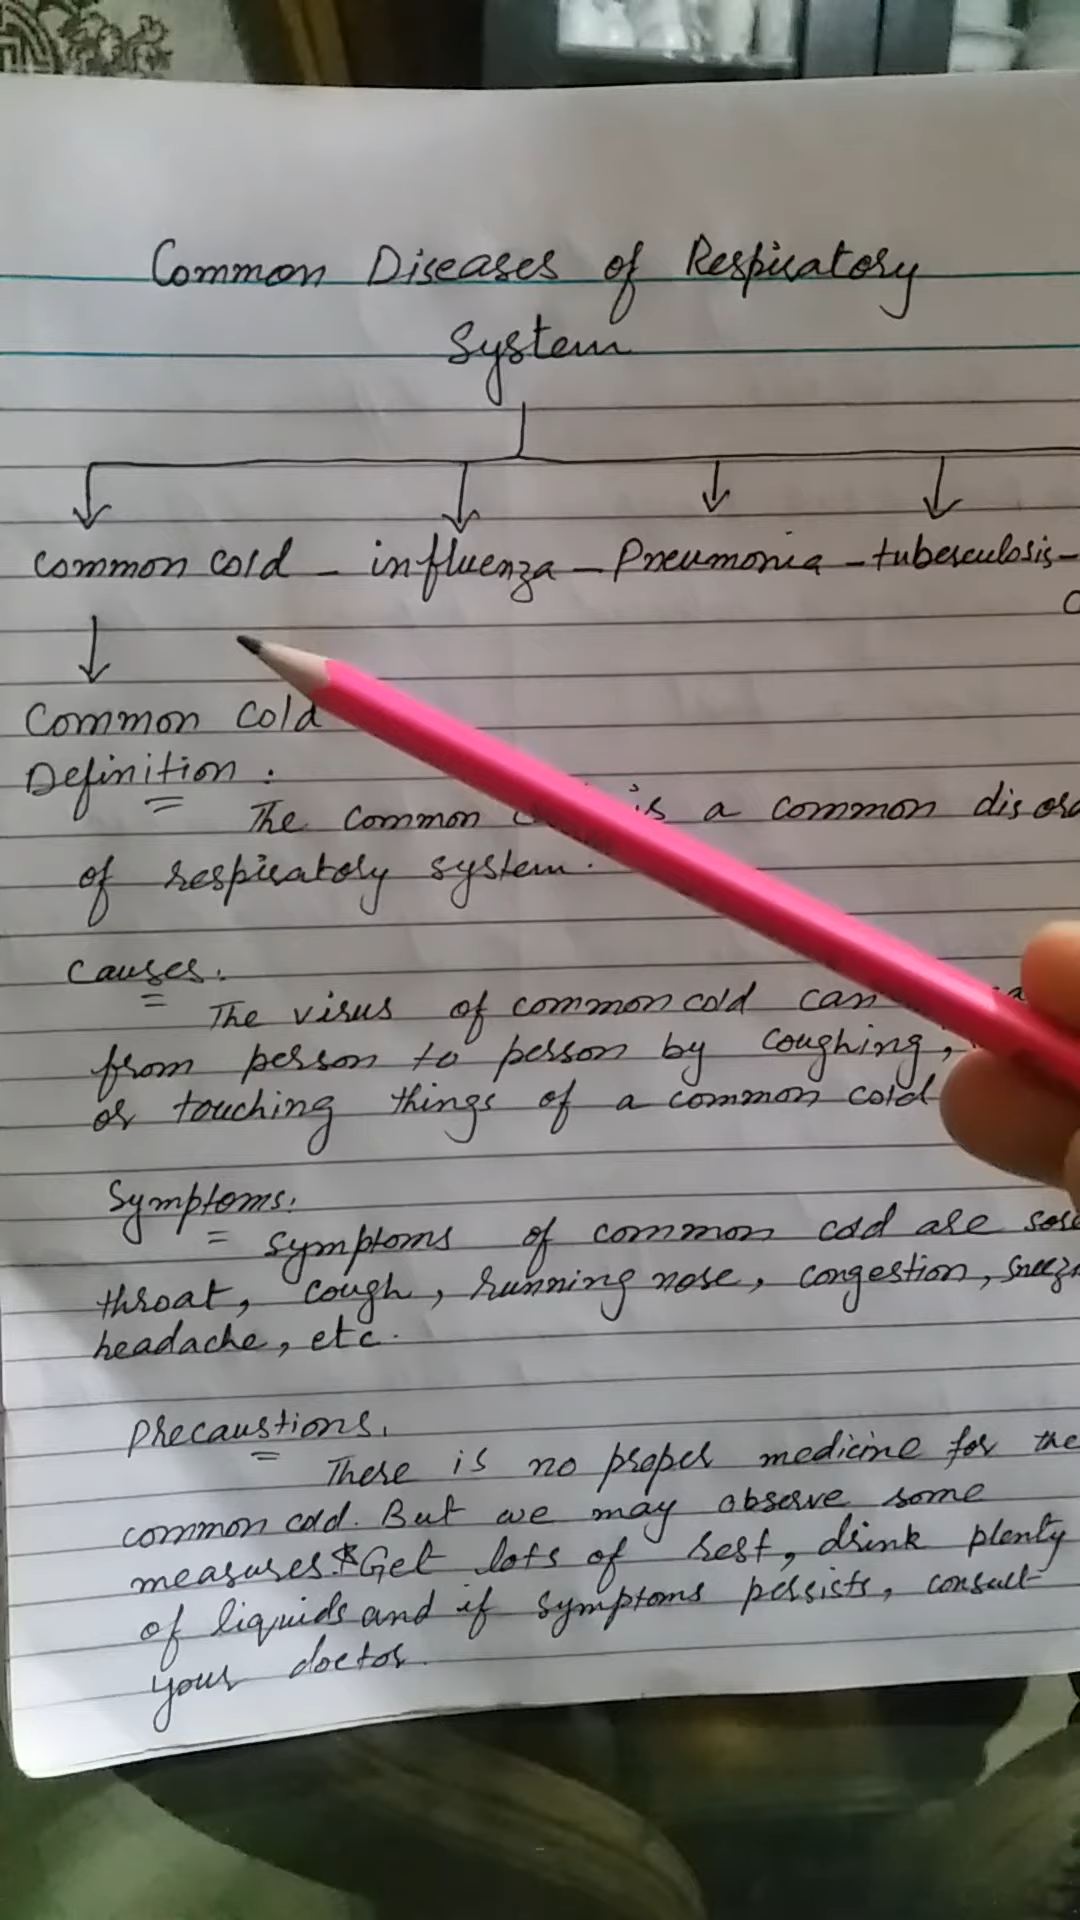 Common Diseases of Respiratory
System
common cold - influenza - Pneumonia - tuberculosis -
Common Cold
Definition :
The common is a common
of respiratory system.
Causes.
The virus of common cold can
from person to person by coughing,
or touching things of a common cold
Symptoms.
= symptoms of common cold are
throat, cough, running nose, congestion,
headache, etc.
Precaustions.
There is no proper medicine for the
common cold. But we may observe some
measures.*Get lots of rest, drink plenty
of liquids and if symptoms persists, consult
your doctor.